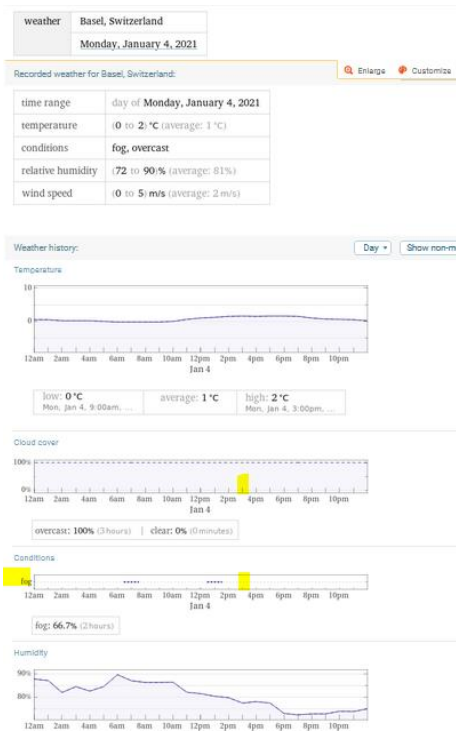 weather Basel, Switzerland
Monday, January 4, 2021
Recorded weather for Basel, Switzerland: Enlarge Customize
time range day of Monday, January 4, 2021
temperature (0 to 2) °C (average: 1 °C)
conditions fog, overcast
relative humidity (72 to 90)% (average: 81%)
wind speed (0 to 5) m/s (average: 2 m/s)
Weather history: Day Show non-m
Temperature
10
0
12am 2am 4am 6am 8am 10am 12pm 2pm 4pm 6pm 8pm 10pm
Jan 4
low: 0 °C average: 1 °C high: 2 °C
Mon, Jan 4, 9:00am, ... Mon, Jan 4, 3:00pm, ...
Cloud cover
100%
0%
12am 2am 4am 6am 8am 10am 12pm 2pm 4pm 6pm 8pm 10pm
Jan 4
overcast: 100% (3 hours) | clear: 0% (0 minutes)
Conditions
fog
12am 2am 4am 6am 8am 10am 12pm 2pm 4pm 6pm 8pm 10pm
Jan 4
fog: 66.7% (2 hours)
Humidity
90%
80%
12am 2am 4am 6am 8am 10am 12pm 2pm 4pm 6pm 8pm 10pm